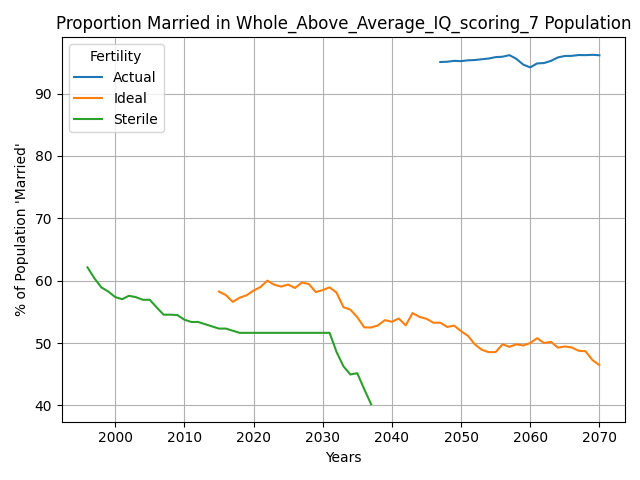 Proportion Married in Whole_Above_Average_IQ_scoring_7 Population
Fertility
Actual
Ideal
Sterile
% of Population 'Married'
90
80
70
60
50
40
2000 2010 2020 2030 2040 2050 2060 2070
Years